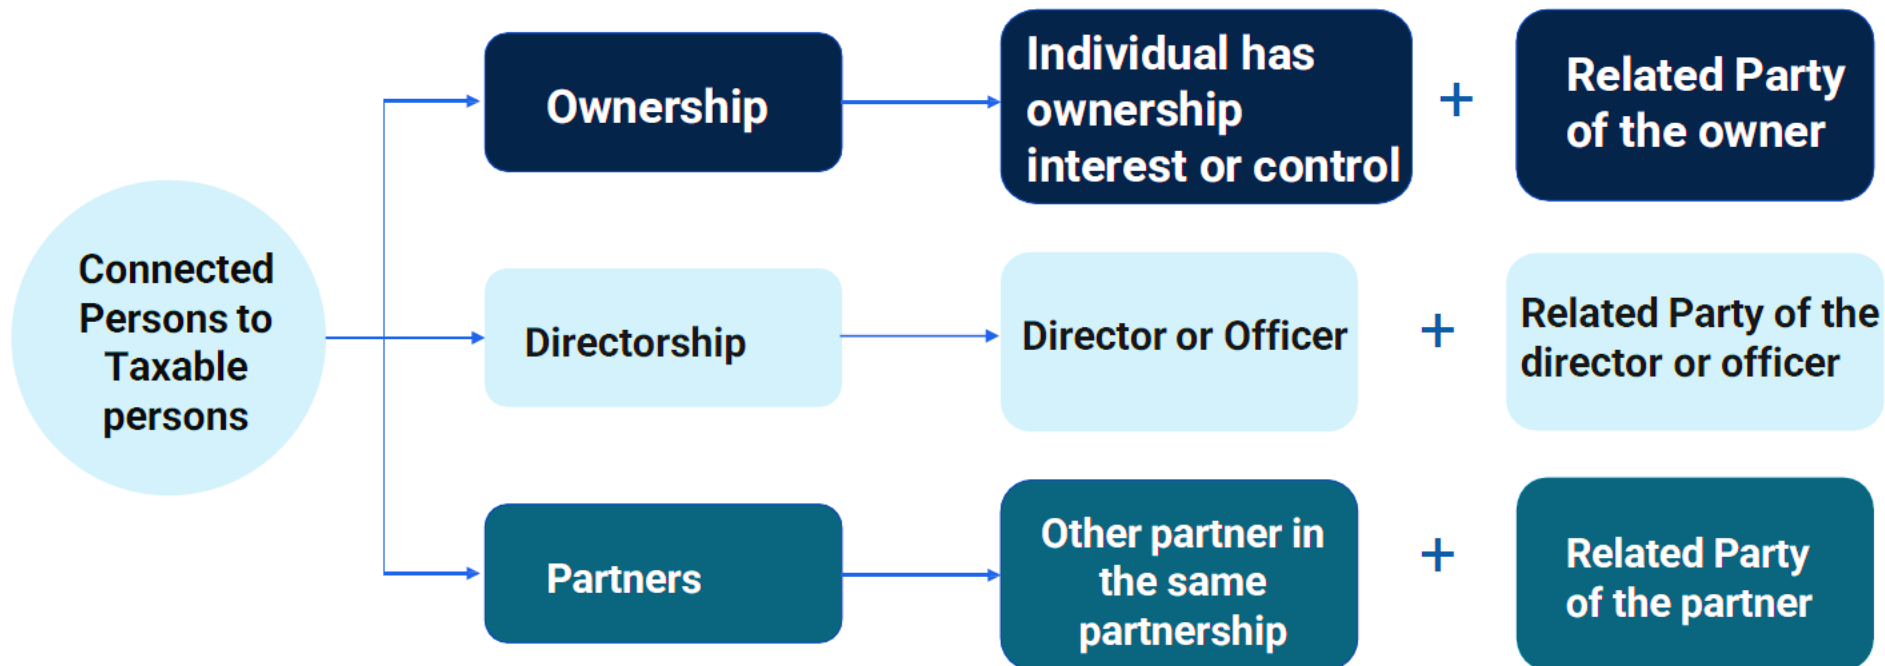 Connected
Persons to
Taxable
persons
Ownership
Individual has
ownership
interest or control
+
Related Party
of the owner
Directorship
Director or Officer
+
Related Party of the
director or officer
Partners
Other partner in
the same
partnership
+
Related Party
of the partner